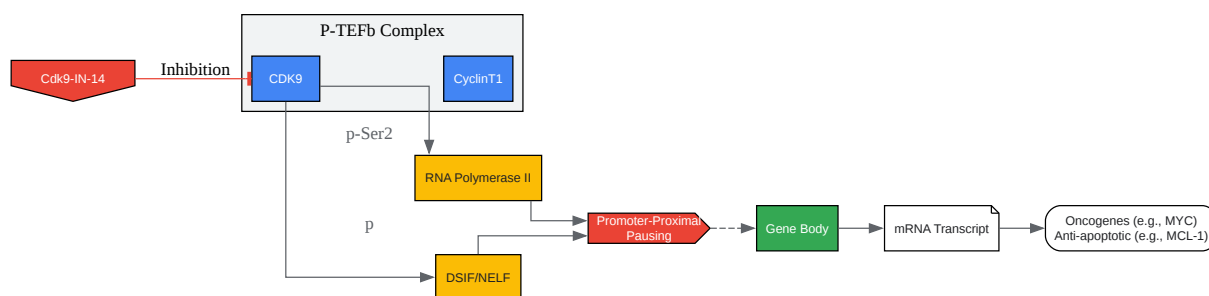 P-TEFb Complex
Cdk9-IN-14
Inhibition
CDK9
CyclinT1
p-Ser2
RNA Polymerase II
p
Promoter-Proximal
Pausing
Gene Body
mRNA Transcript
Oncogenes (e.g., MYC)
Anti-apoptotic (e.g., MCL-1)
DSIF/NELF